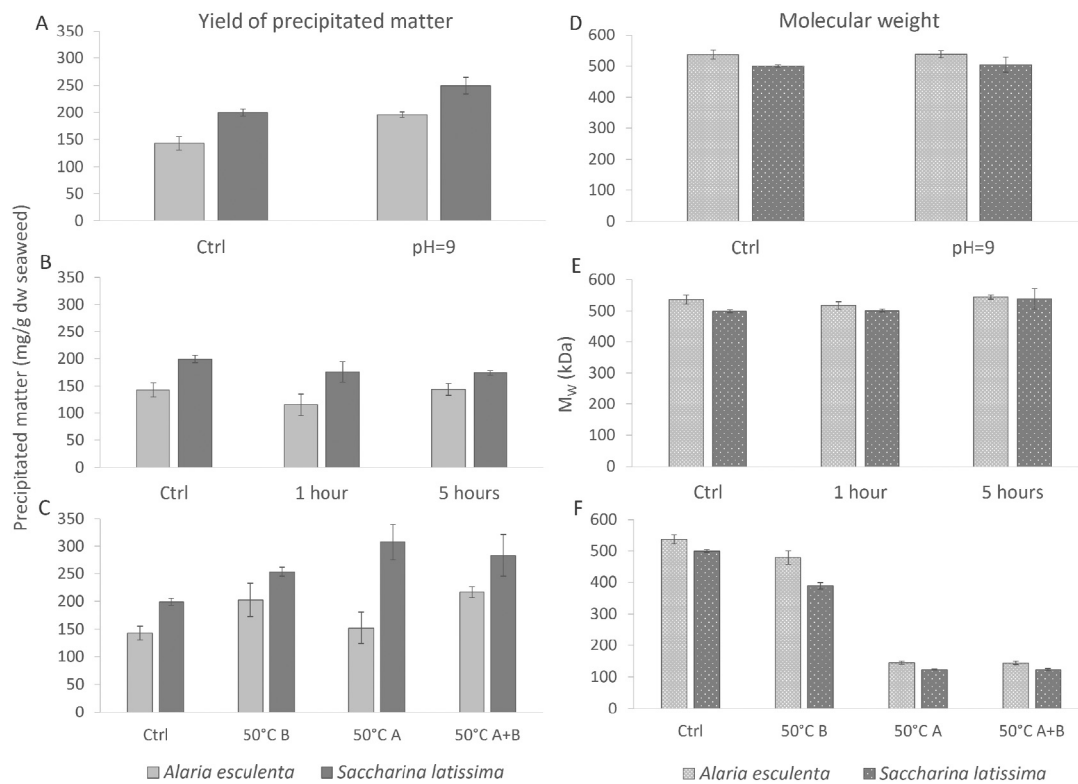 A Yield of precipitated matter
350
300
250
200
150
100
50
0
Ctrl pH=9
B
350
300
250
200
150
100
50
0
Ctrl 1 hour 5 hours
C
350
300
250
200
150
100
50
0
Ctrl 50°C B 50°C A 50°C A+B
Precipitated matter (mg/g dw seaweed)
Alaria esculenta Saccharina latissima
D Molecular weight
600
500
400
300
200
100
0
Ctrl pH=9
E
600
500
400
300
200
100
0
Ctrl 1 hour 5 hours
F
600
500
400
300
200
100
0
Ctrl 50°C B 50°C A 50°C A+B
MW (kDa)
Alaria esculenta Saccharina latissima